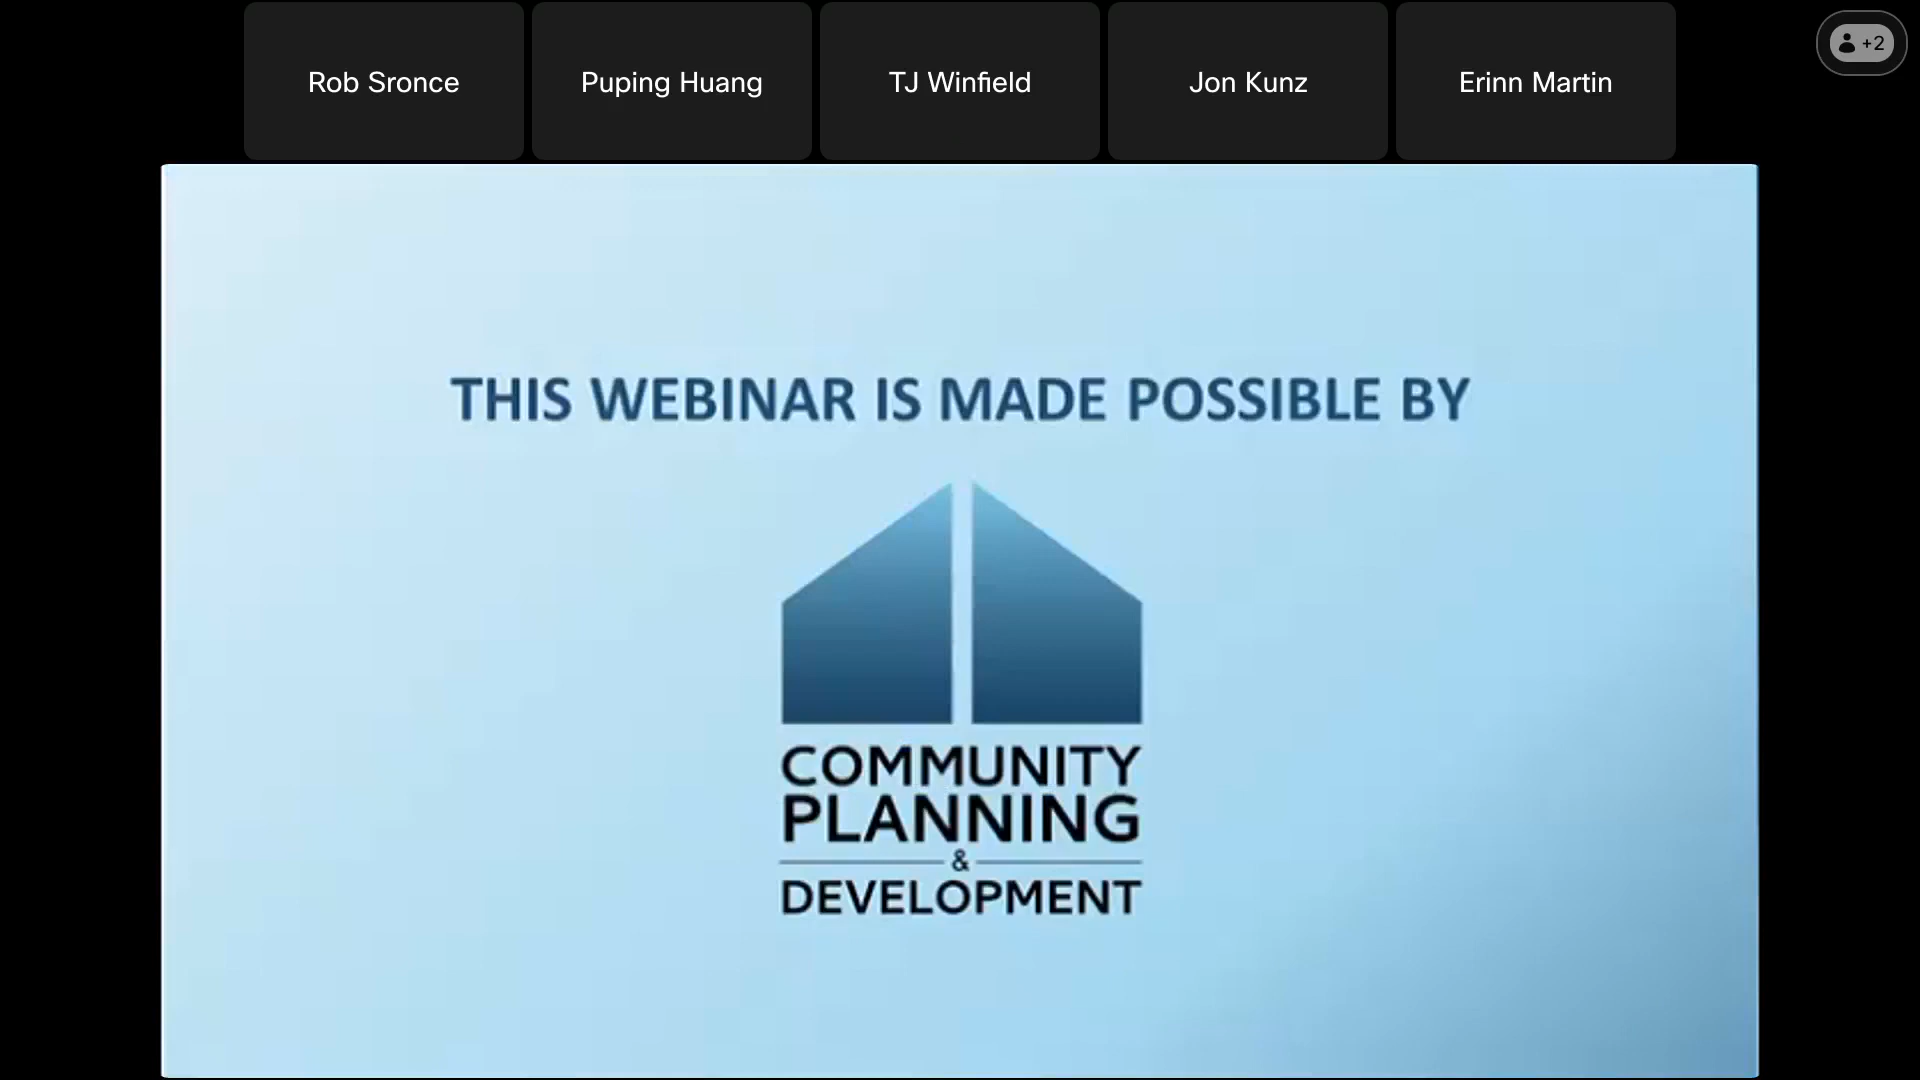 Rob Sronce
Puping Huang
TJ Winfield
Jon Kunz
Erinn Martin
+2
THIS WEBINAR IS MADE POSSIBLE BY
COMMUNITY
PLANNING
&
DEVELOPMENT